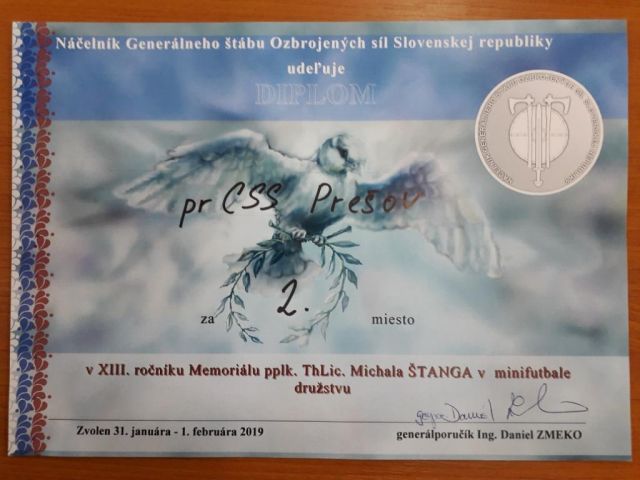 Náčelník Generálneho štábu Ozbrojených síl Slovenskej republiky
udeľuje
DIPLOM
pr CSS Prešov
za 2. miesto
v XIII. ročníku Memoriálu pplk. ThLic. Michala ŠTANGA v minifutbale
družstvu
Zvolen 31. januára - 1. februára 2019
generálporučík Ing. Daniel ZMEKO